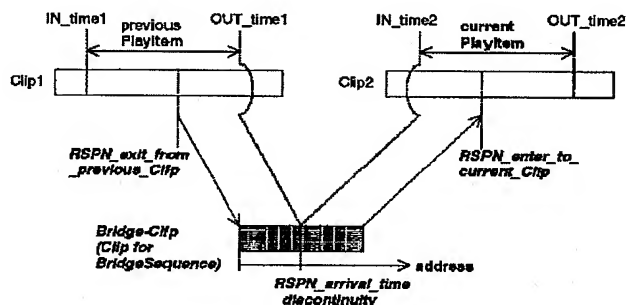 IN_time1
previous
PlayItem
OUT_time1
IN_time2
current
PlayItem
OUT_time2
Clip1
Clip2
RSPN_exit_from
_previous_Clip
RSPN_enter_to_
current_Clip
Bridge-Clip
(Clip for
BridgeSequence)
address
RSPN_arrival_time
discontinuity